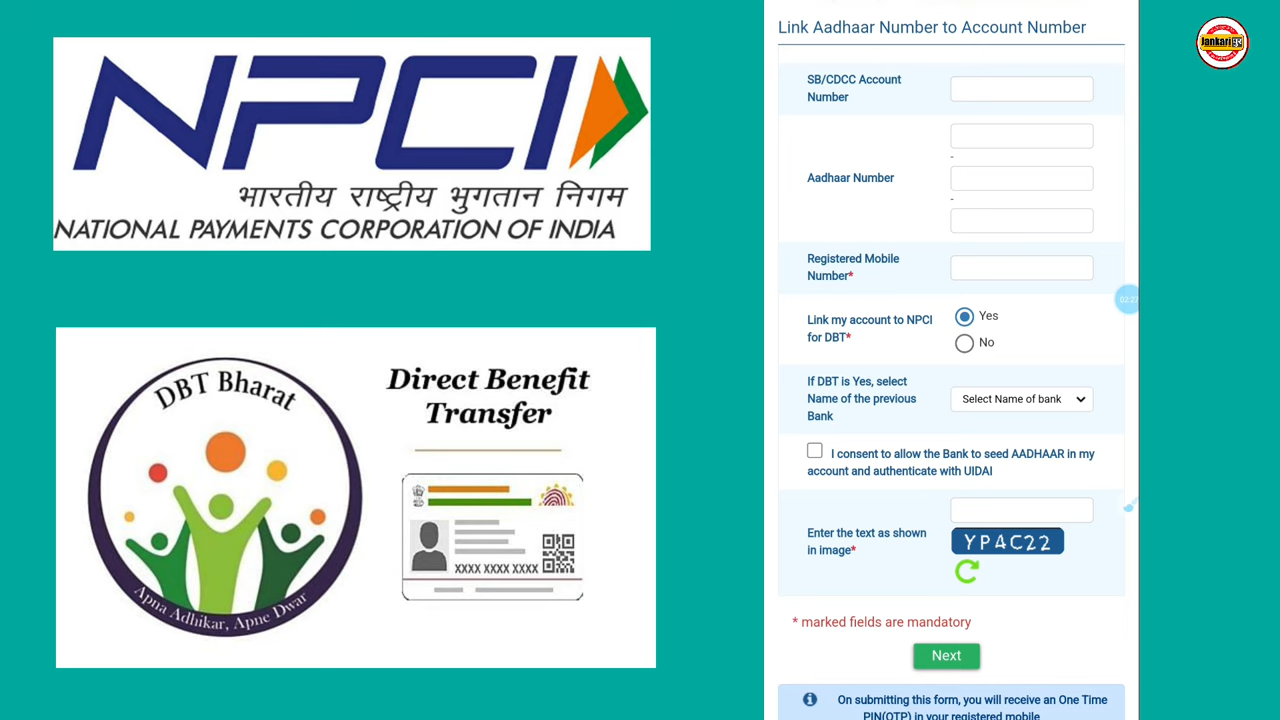 NPCI
भारतीय राष्ट्रीय भुगतान निगम
NATIONAL PAYMENTS CORPORATION OF INDIA
DBT Bharat
Apna Adhikar, Apne Dwar
Direct Benefit
Transfer
XXXX XXXX XXXX
Link Aadhaar Number to Account Number
SB/CDCC Account
Number
Aadhaar Number
-
-
Registered Mobile
Number*
Link my account to NPCI
for DBT*
Yes
No
If DBT is Yes, select
Name of the previous
Bank
Select Name of bank
I consent to allow the Bank to seed AADHAAR in my
account and authenticate with UIDAI
Enter the text as shown
in image*
YP4C22
* marked fields are mandatory
Next
On submitting this form, you will receive an One Time
PIN(OTP) in your registered mobile
02:27
Jankari